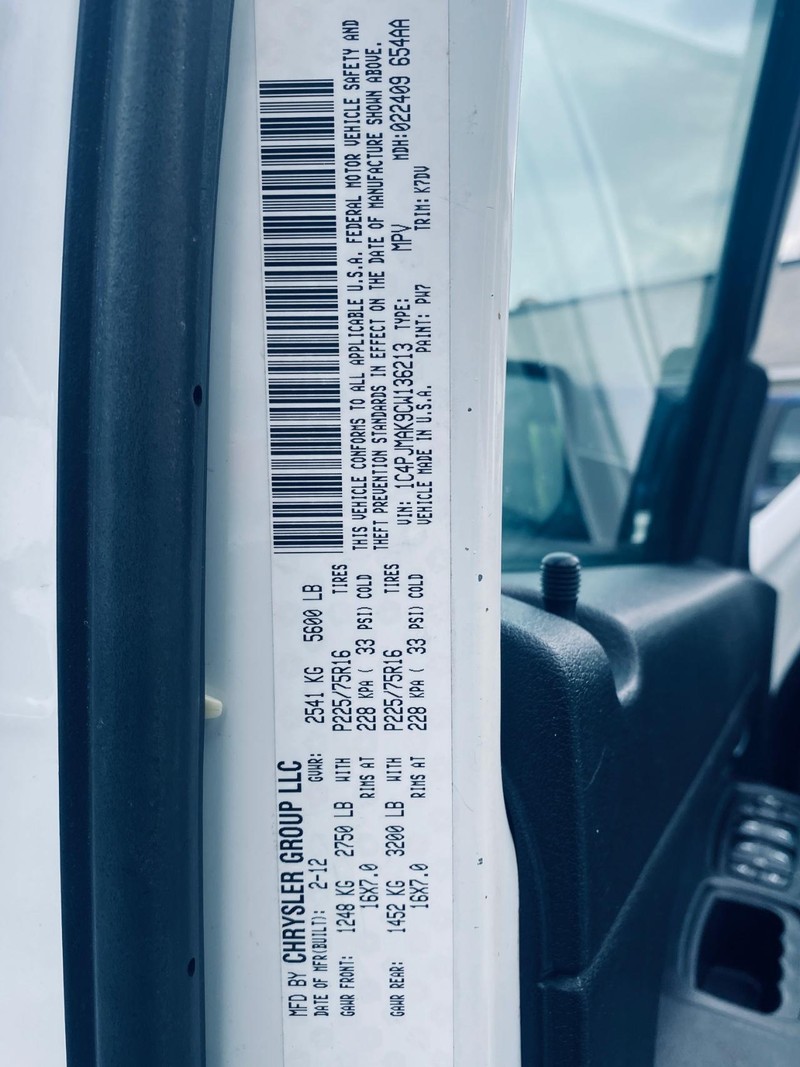 MFD BY CHRYSLER GROUP LLC
DATE OF MFR(BUILT): 2-12 GVWR: 2541 KG 5600 LB
GAWR FRONT: 1248 KG 2750 LB WITH P225/75R16 TIRES
16X7.0 RIMS AT 228 KPA ( 33 PSI) COLD
GAWR REAR: 1452 KG 3200 LB WITH P225/75R16 TIRES
16X7.0 RIMS AT 228 KPA ( 33 PSI) COLD
THIS VEHICLE CONFORMS TO ALL APPLICABLE U.S.A. FEDERAL MOTOR VEHICLE SAFETY AND
THEFT PREVENTION STANDARDS IN EFFECT ON THE DATE OF MANUFACTURE SHOWN ABOVE.
VIN: 1C4PJMAK9CW136213 TYPE: MPV MDH:022409 654AA
VEHICLE MADE IN U.S.A. PAINT: PW7 TRIM: K7DV